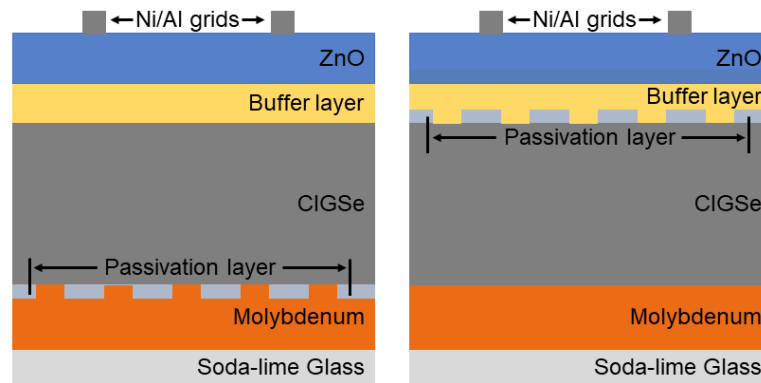 Ni/Al grids
ZnO
Buffer layer
CIGSe
Passivation layer
Molybdenum
Soda-lime Glass
Ni/Al grids
ZnO
Buffer layer
Passivation layer
CIGSe
Molybdenum
Soda-lime Glass